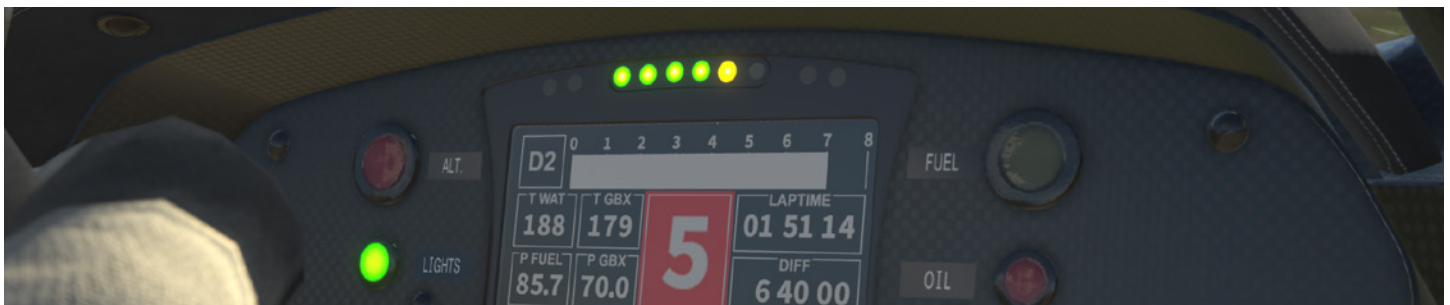 0 1 2 3 4 5 6 7 8
D2
ALT.
FUEL
T WAT T GBX LAPTIME
188 179 5 01 51 14
LIGHTS
P FUEL P GBX DIFF
85.7 70.0 6 40 00
OIL